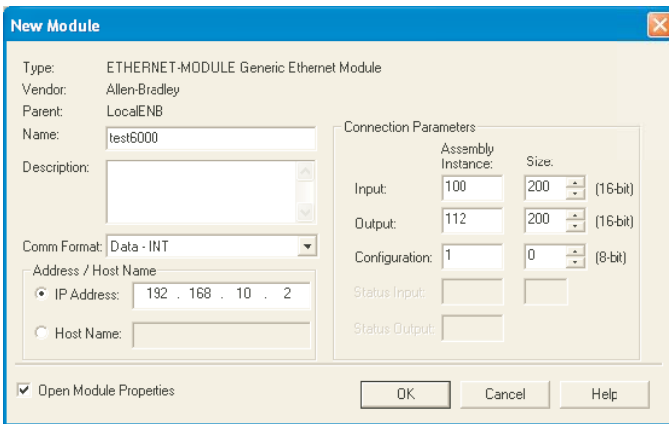 New Module
Type: ETHERNET-MODULE Generic Ethernet Module
Vendor: Allen-Bradley
Parent: LocalENB
Name: test6000
Description:
Comm Format: Data - INT
Address / Host Name
IP Address: 192 . 168 . 10 . 2
Host Name:
Connection Parameters
Assembly
Instance: Size:
Input: 100 200 (16-bit)
Output: 112 200 (16-bit)
Configuration: 1 0 (8-bit)
Status Input:
Status Output:
Open Module Properties
OK Cancel Help